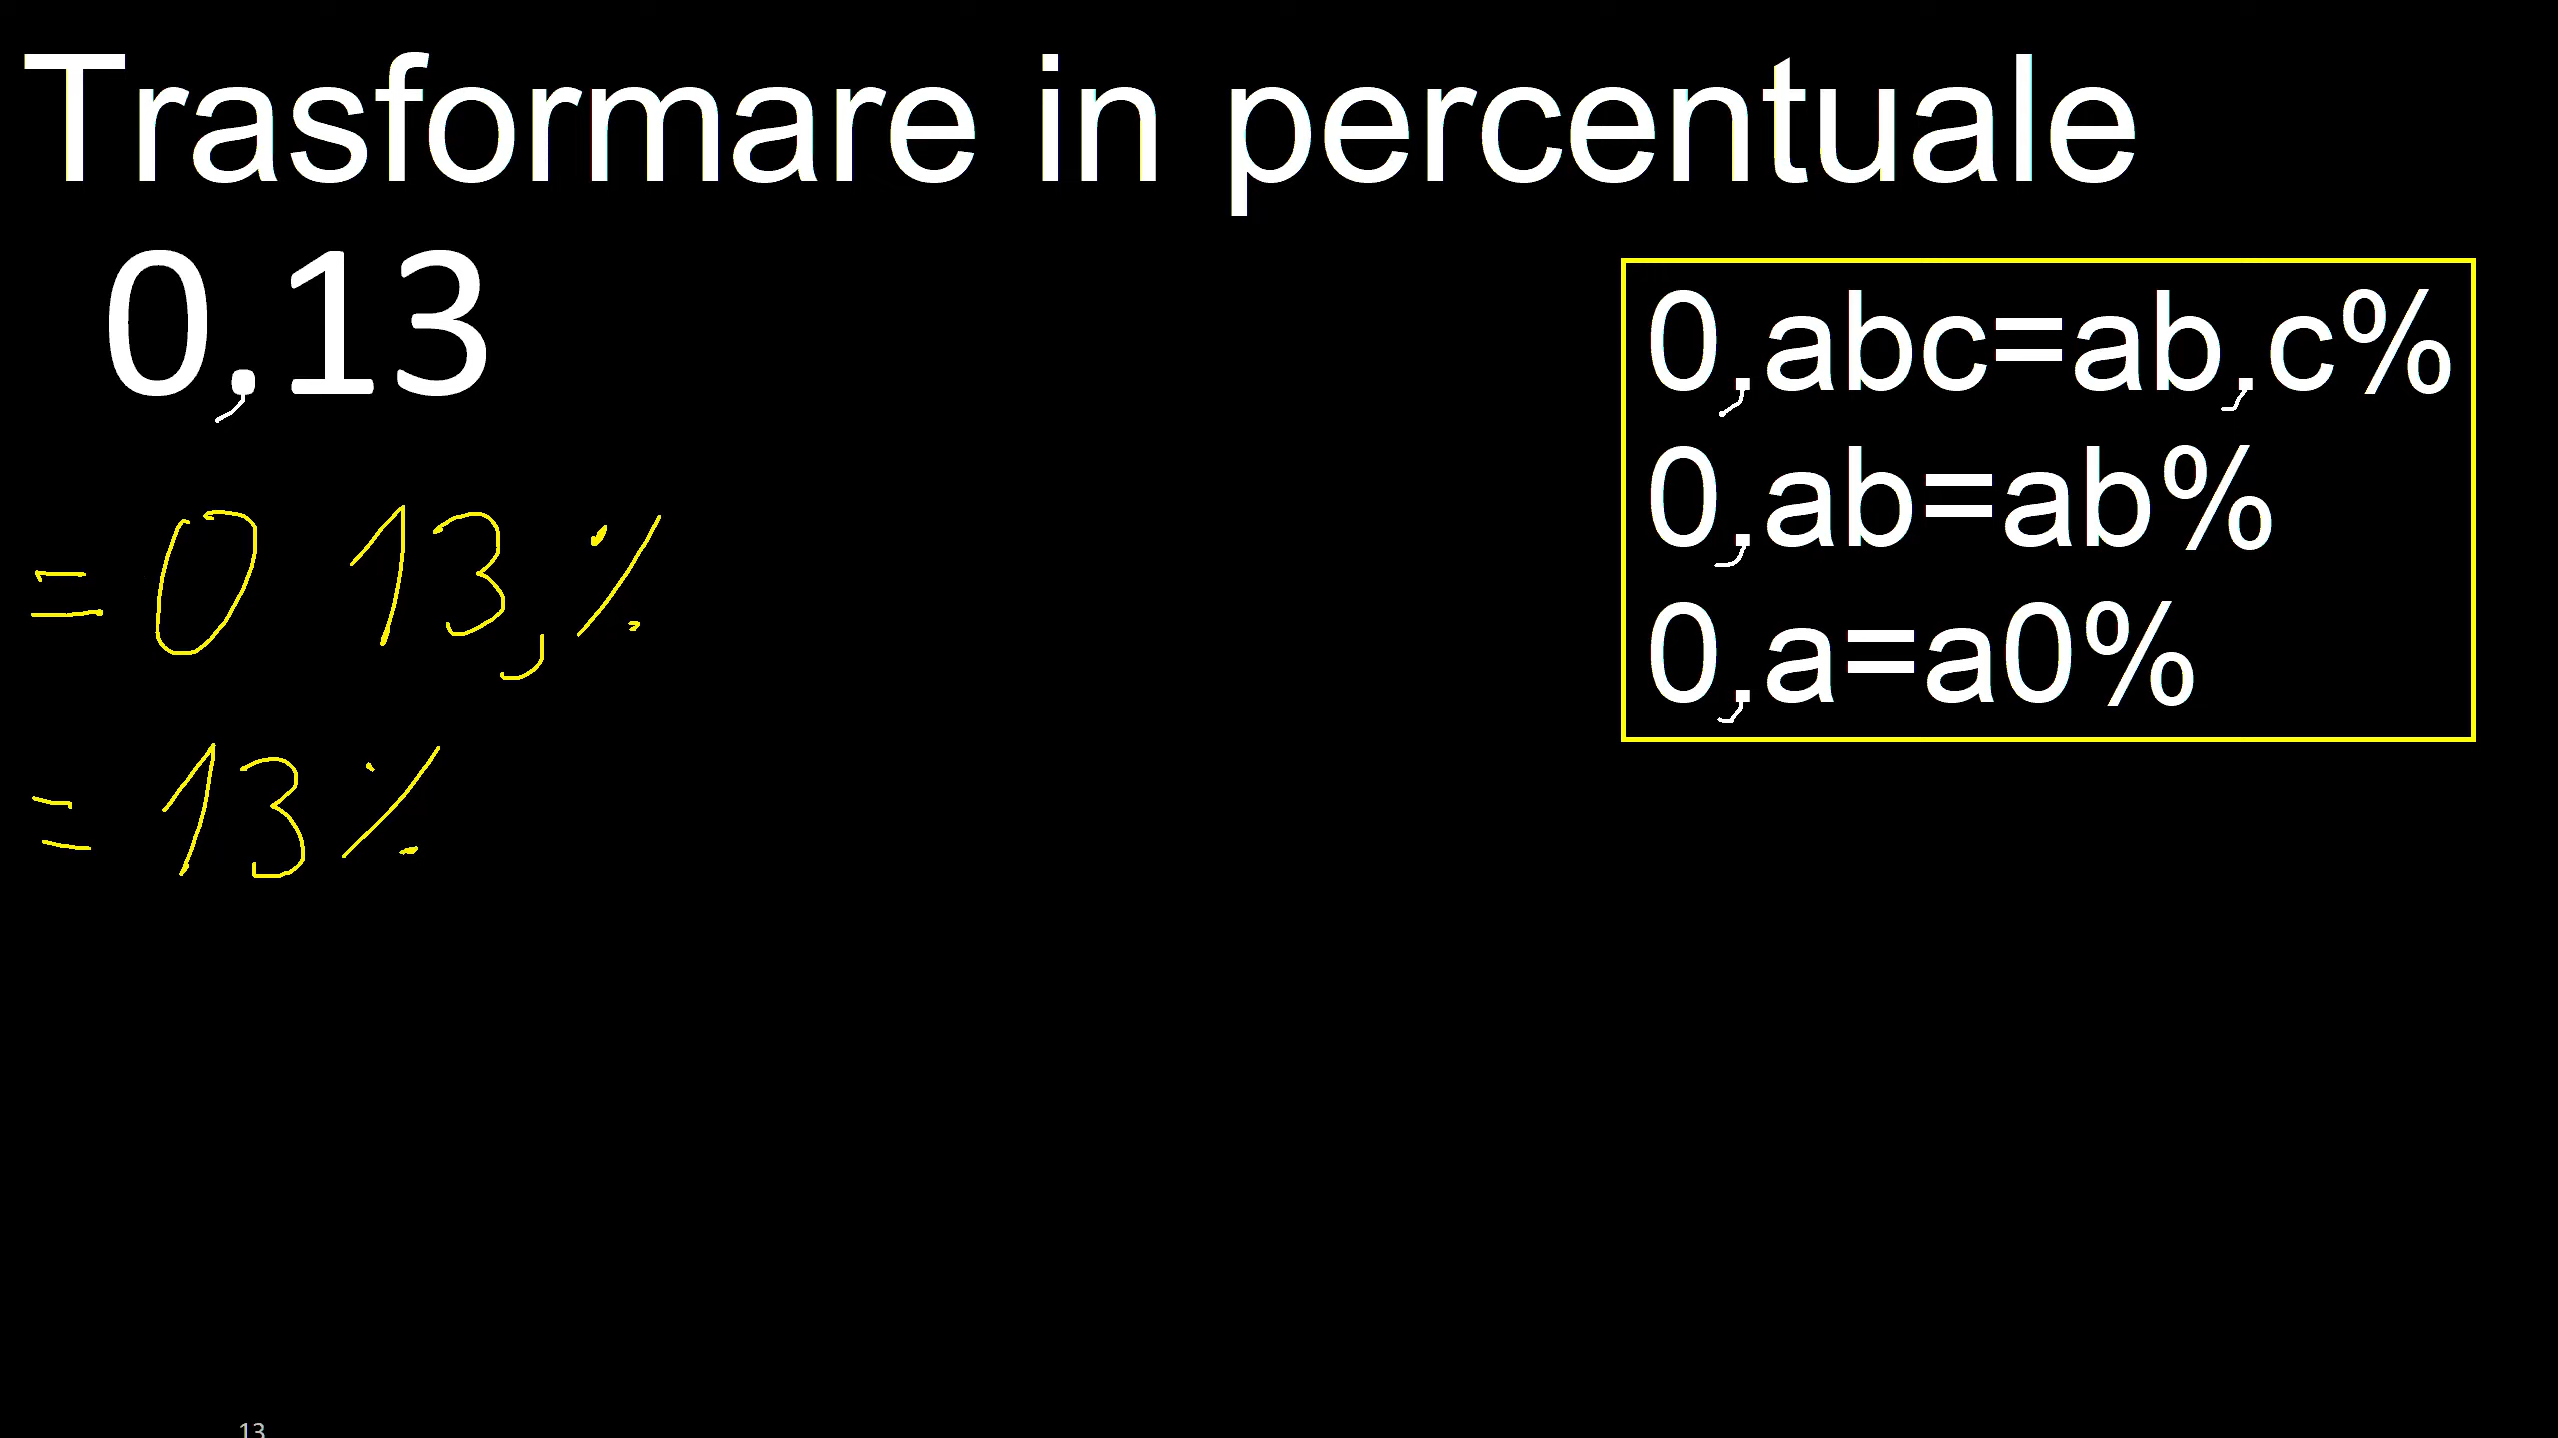 Trasformare in percentuale
0,13
= 0 13,%
= 13%
0,abc=ab,c%
0,ab=ab%
0,a=a0%
13